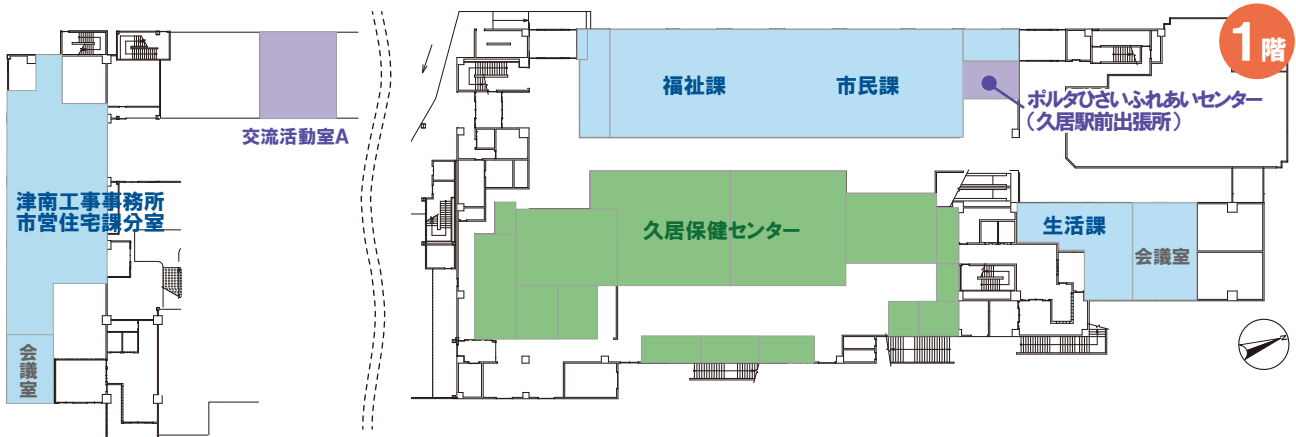 1階
福祉課
市民課
ポルタひさいふれあいセンター
（久居駅前出張所）
交流活動室A
津南工事事務所
市営住宅課分室
久居保健センター
生活課
会議室
会議室
N